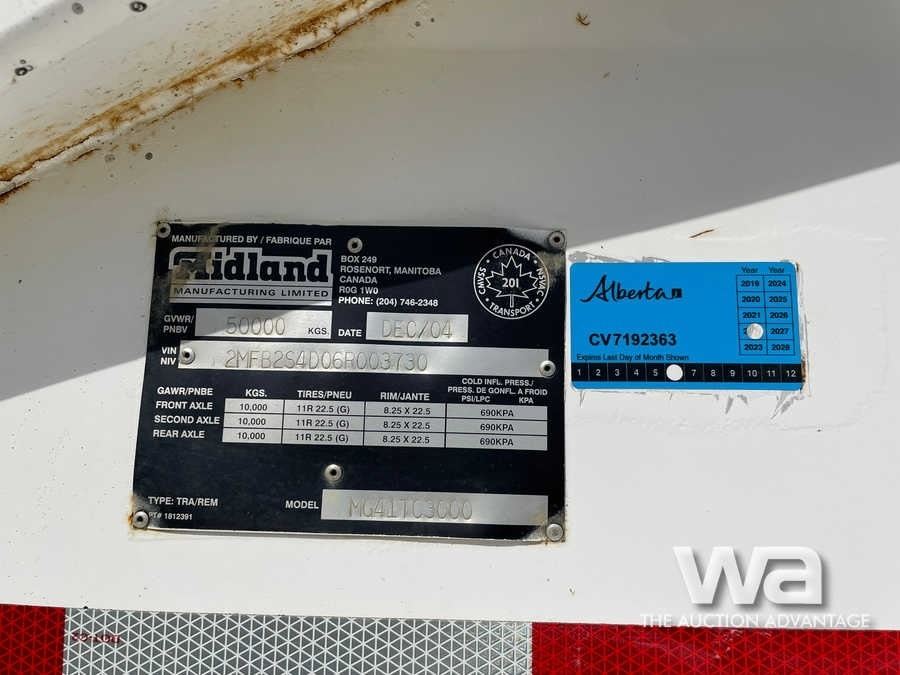 MANUFACTURED BY / FABRIQUE PAR
Midland
MANUFACTURING LIMITED
BOX 249
ROSENORT, MANITOBA
CANADA
R0G 1W0
PHONE: (204) 746-2348
CANADA
CMVSS
201
NSVAC
TRANSPORT
GVWR/
PNBV
50000 KGS.
DATE DEC/04
VIN
NIV
2MFB2S4D06R003730
GAWR/PNBE KGS. TIRES/PNEU RIM/JANTE COLD INFL. PRESS./
PRESS. DE GONFL. A FROID
PSI/LPC KPA
FRONT AXLE 10,000 11R 22.5 (G) 8.25 X 22.5 690KPA
SECOND AXLE 10,000 11R 22.5 (G) 8.25 X 22.5 690KPA
REAR AXLE 10,000 11R 22.5 (G) 8.25 X 22.5 690KPA
TYPE: TRA/REM
MODEL MG41TC3000
PT# 1812391
Alberta
Year Year
2019 2024
2020 2025
2021 2026
2027
2023 2028
CV7192363
Expires Last Day of Month Shown
1 2 3 4 5 7 8 9 10 11 12
wa
THE AUCTION ADVANTAGE